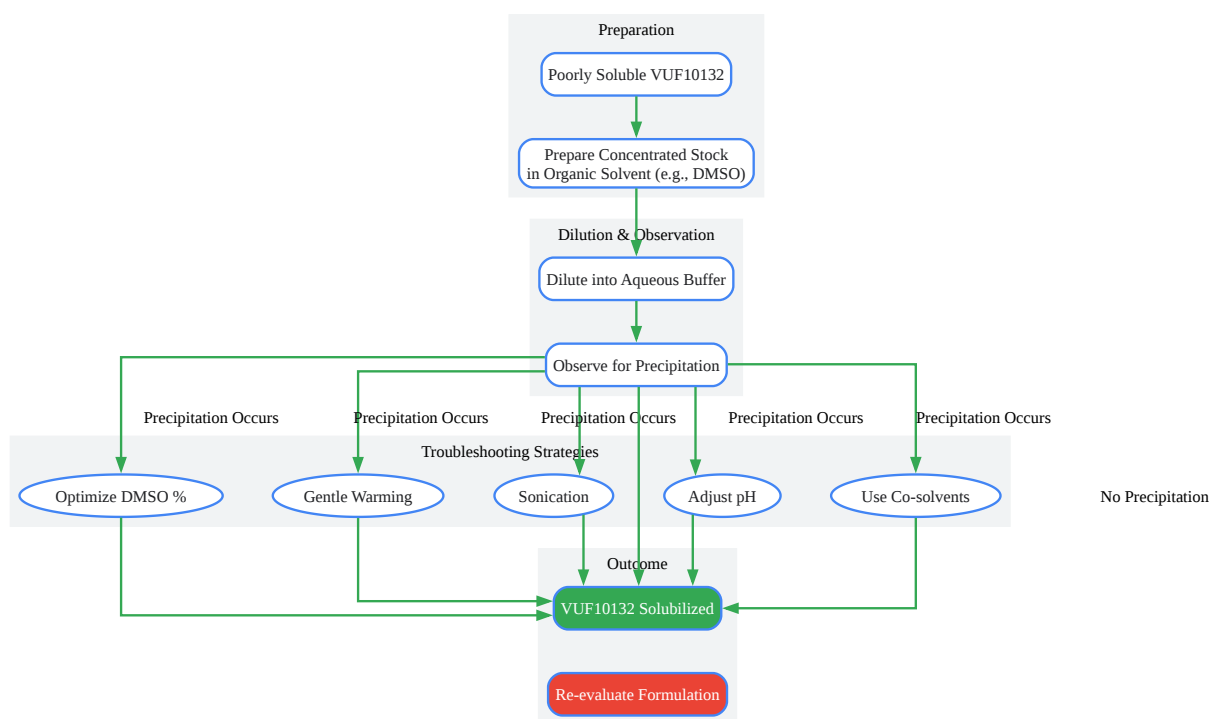 Preparation
Poorly Soluble VUF10132
Prepare Concentrated Stock
in Organic Solvent (e.g., DMSO)
Dilution & Observation
Dilute into Aqueous Buffer
Observe for Precipitation
Precipitation Occurs
Precipitation Occurs
Precipitation Occurs
Precipitation Occurs
Precipitation Occurs
Troubleshooting Strategies
Optimize DMSO %
Gentle Warming
Sonication
Adjust pH
Use Co-solvents
No Precipitation
Outcome
VUF10132 Solubilized
Re-evaluate Formulation